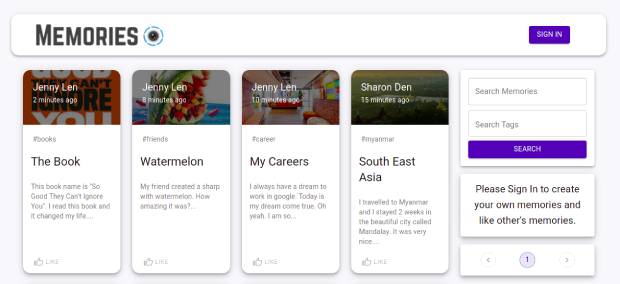 MEMORIES
SIGN IN
GOOD
THEY CAN'T
IGNORE
YOU
Jenny Len
2 minutes ago
#books
The Book
This book name is "So
Good They Can't Ignore
You". I read this book and
it changed my life....
LIKE
Jenny Len
8 minutes ago
#friends
Watermelon
My friend created a sharp
with watermelon. How
amazing it was?...
LIKE
Jenny Len
10 minutes ago
#career
My Careers
I always have a dream to
work in google. Today is
my dream come true. Oh
yeah. I am so...
LIKE
Sharon Den
15 minutes ago
#myanmar
South East
Asia
I travelled to Myanmar
and I stayed 2 weeks in
the beautiful city called
Mandalay. It was very
nice....
LIKE
Search Memories
Search Tags
SEARCH
Please Sign In to create
your own memories and
like other's memories.
1